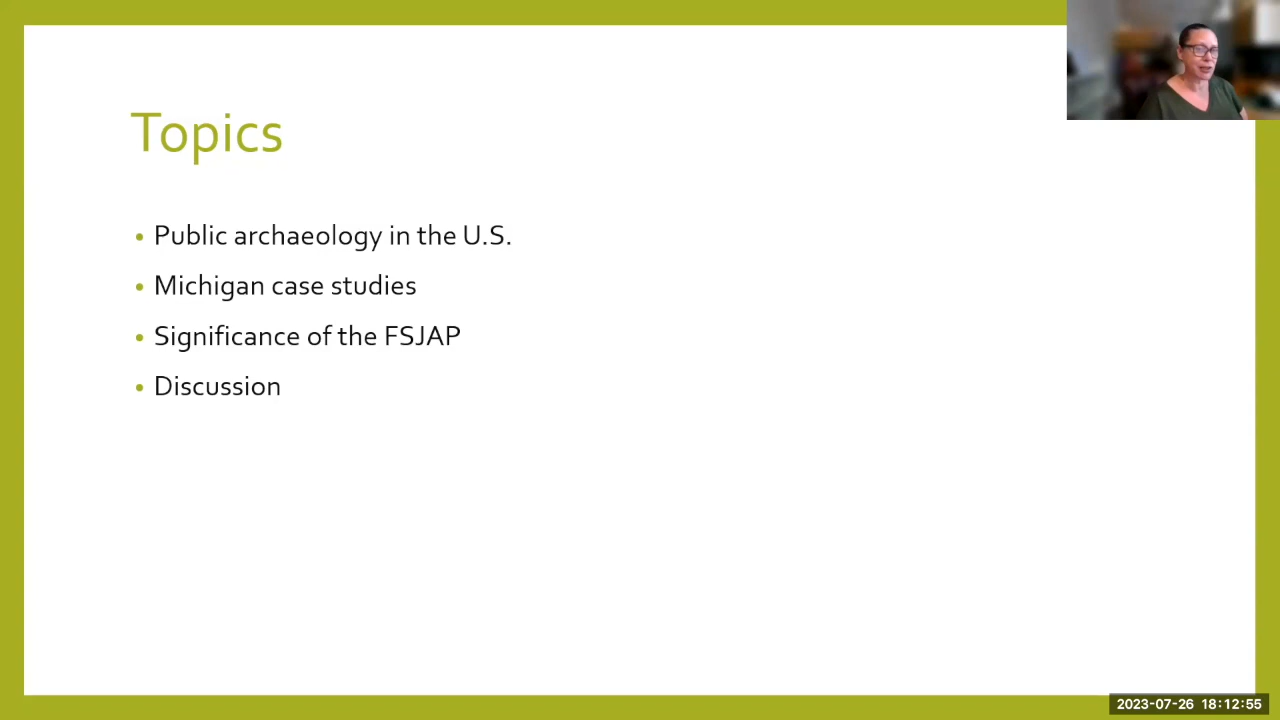 Topics
• Public archaeology in the U.S.
• Michigan case studies
• Significance of the FSJAP
• Discussion
2023-07-26 18:12:55